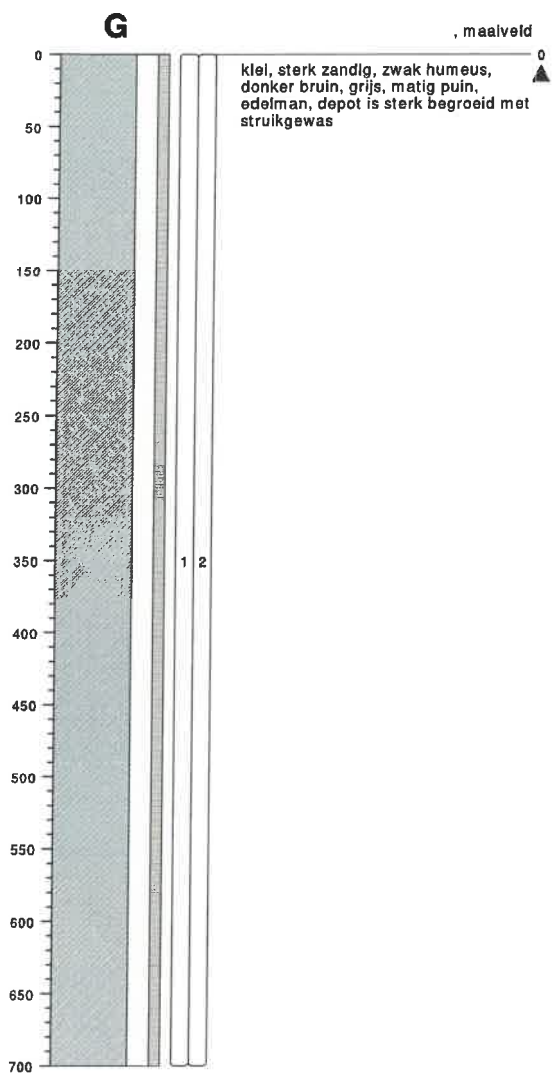 G
, maaiveld
0
0
klei, sterk zandig, zwak humeus,
donker bruin, grijs, matig puin,
edelman, depot is sterk begroeid met
struikgewas
50
100
150
200
250
300
350
1 2
400
450
500
550
600
650
700